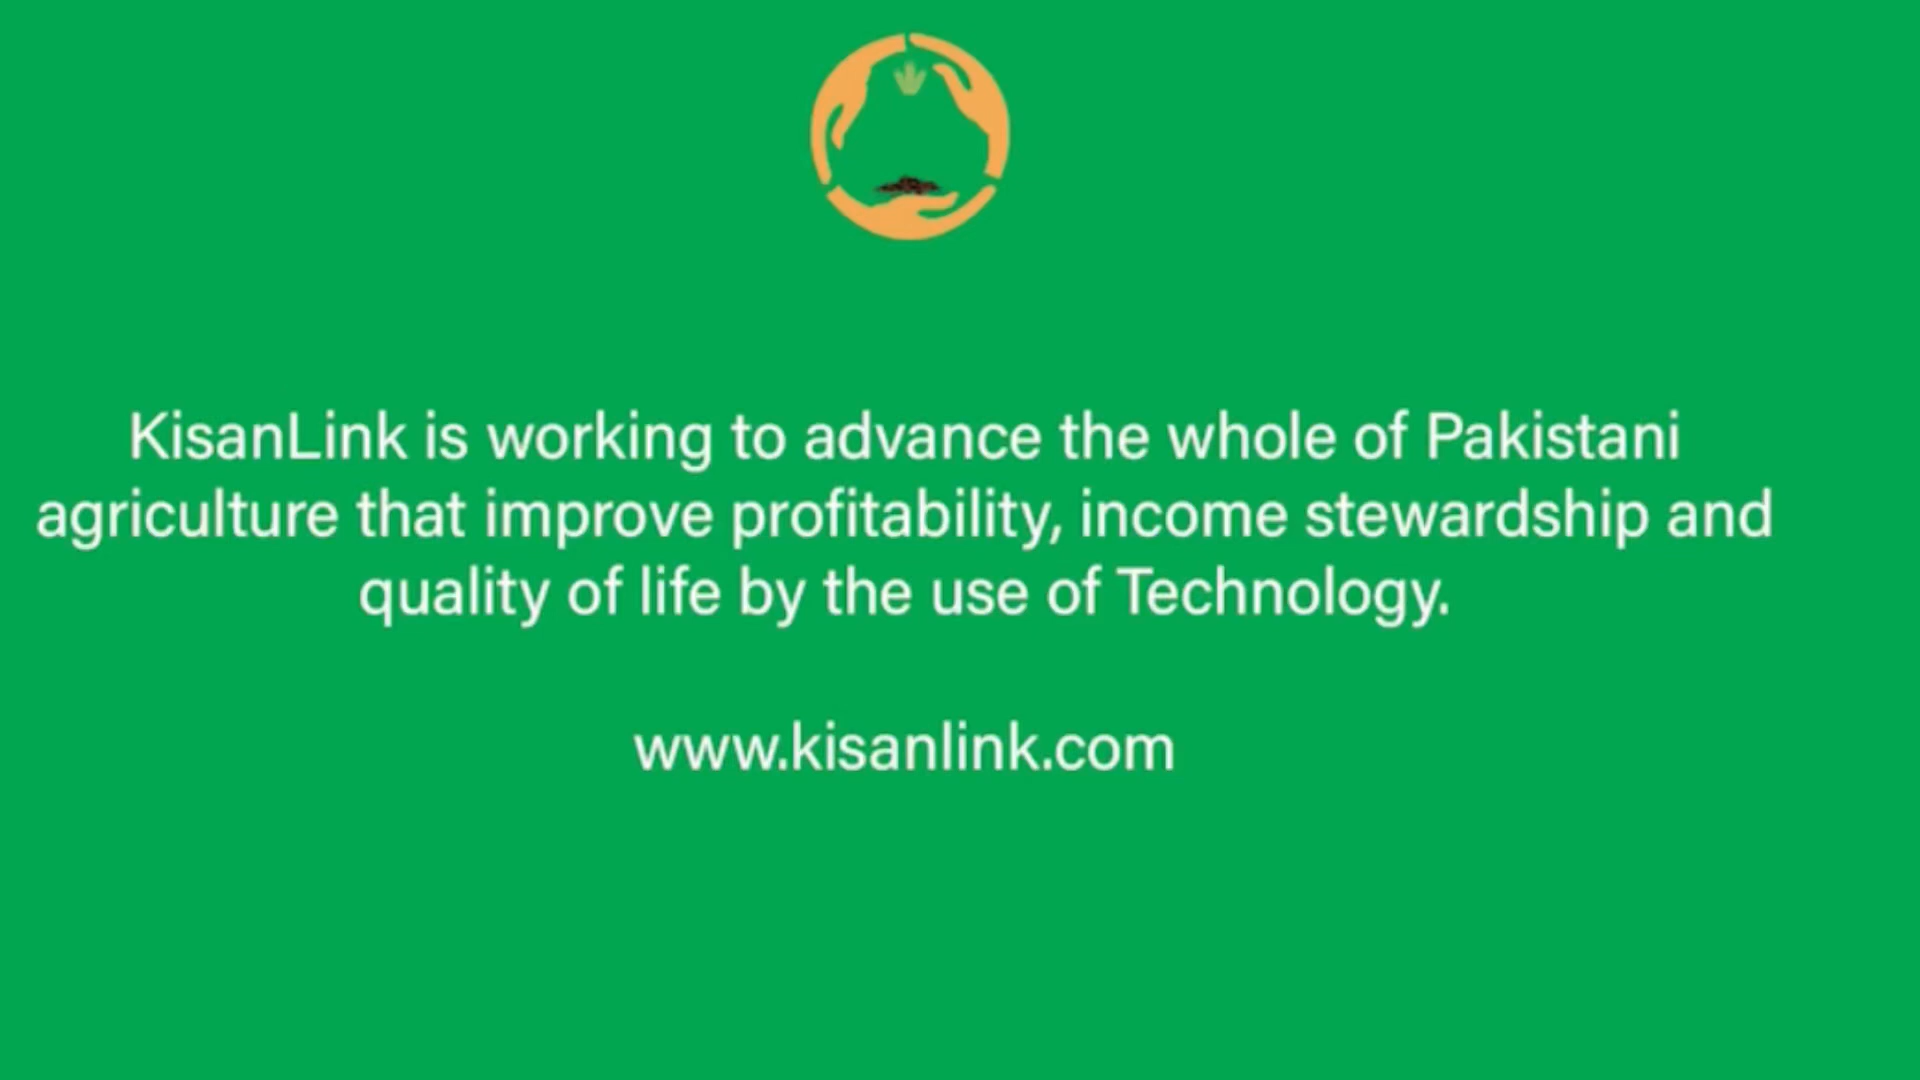 KisanLink is working to advance the whole of Pakistani
agriculture that improve profitability, income stewardship and
quality of life by the use of Technology.
www.kisanlink.com